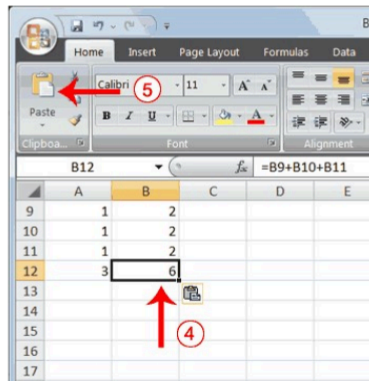 B
Home Insert Page Layout Formulas Data
Calibri 11 A A
Paste B I U A
Clipboa... Font Alignment
5
B12 fx =B9+B10+B11
A B C D E
9 1 2
10 1 2
11 1 2
12 3 6
13
14
15 4
16
17